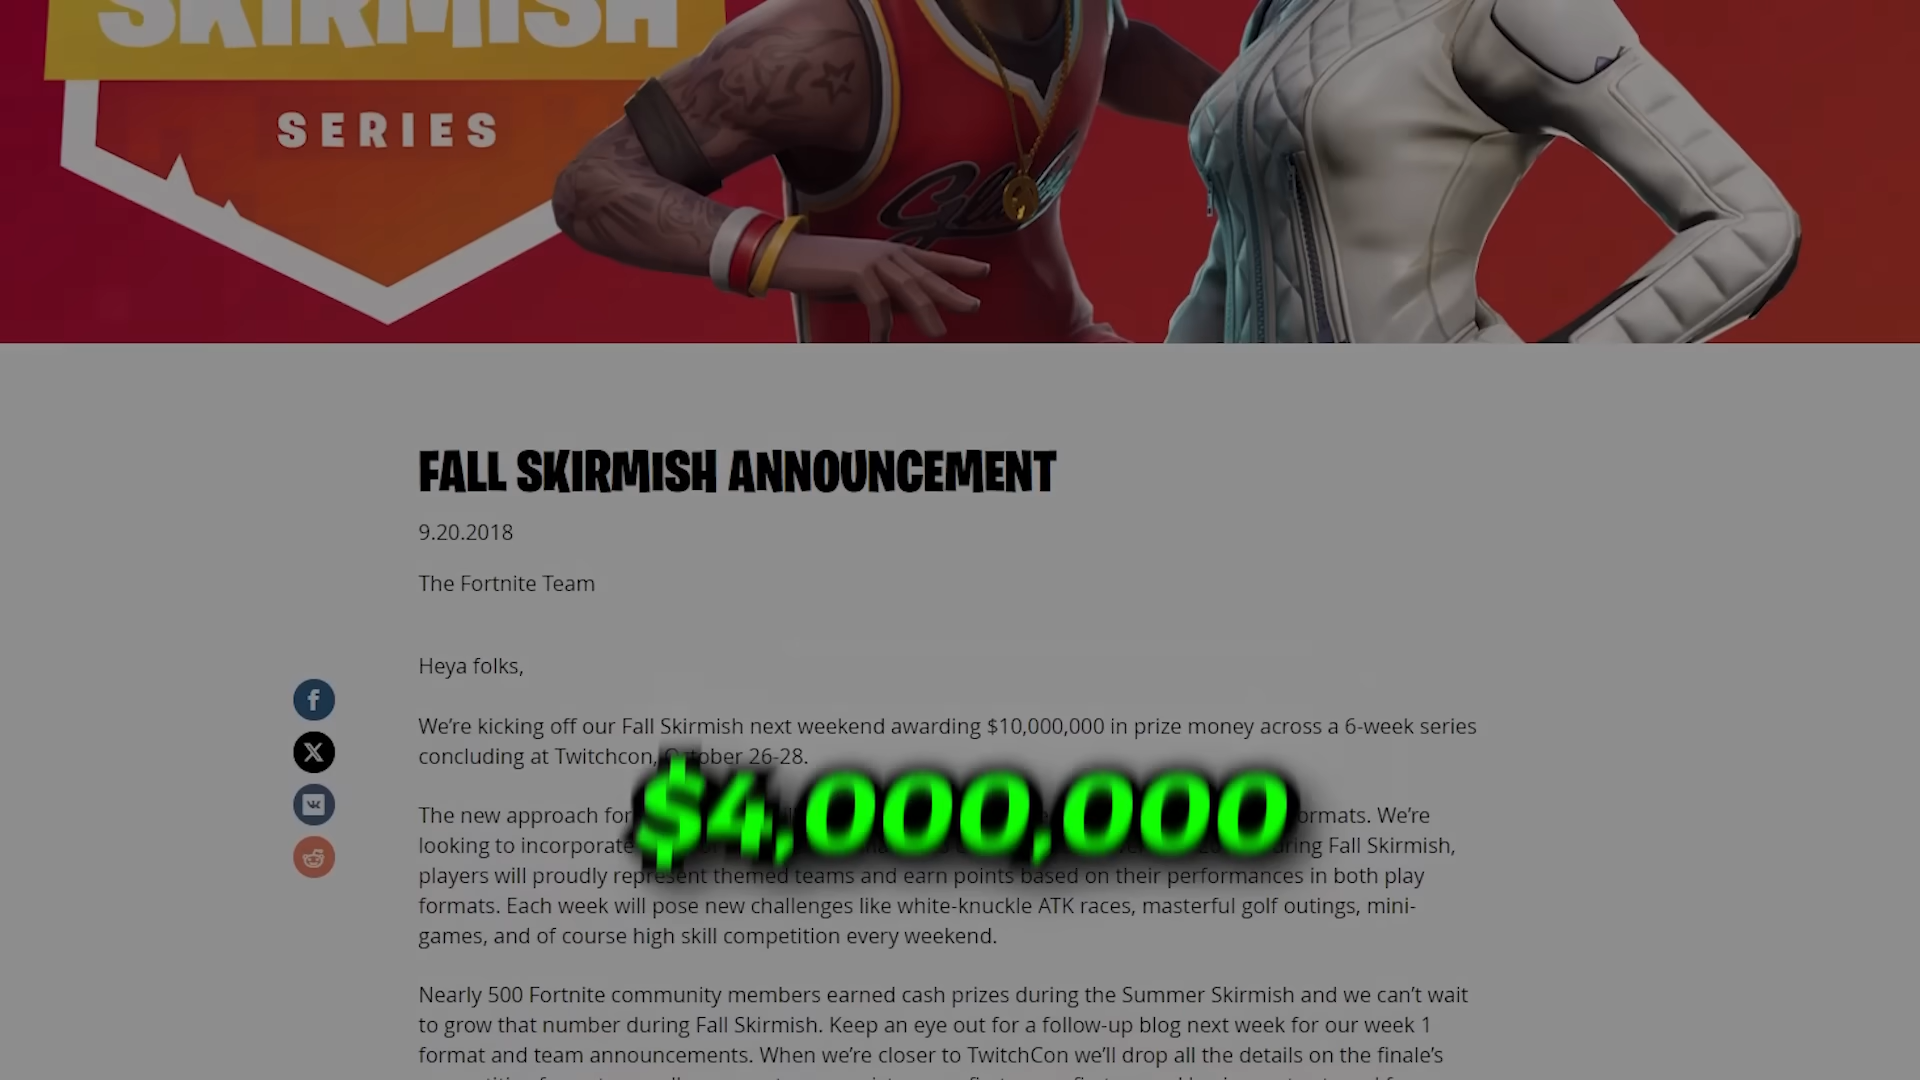 SKIRMISH
SERIES
FALL SKIRMISH ANNOUNCEMENT
9.20.2018
The Fortnite Team
Heya folks,
We’re kicking off our Fall Skirmish next weekend awarding $10,000,000 in prize money across a 6-week series
concluding at Twitchcon, October 26-28.
$4,000,000
The new approach for ormats. We’re
looking to incorporate Fall Skirmish,
players will proudly represent themed teams and earn points based on their performances in both play
formats. Each week will pose new challenges like white-knuckle ATK races, masterful golf outings, mini-
games, and of course high skill competition every weekend.
Nearly 500 Fortnite community members earned cash prizes during the Summer Skirmish and we can’t wait
to grow that number during Fall Skirmish. Keep an eye out for a follow-up blog next week for our week 1
format and team announcements. When we’re closer to TwitchCon we’ll drop all the details on the finale’s